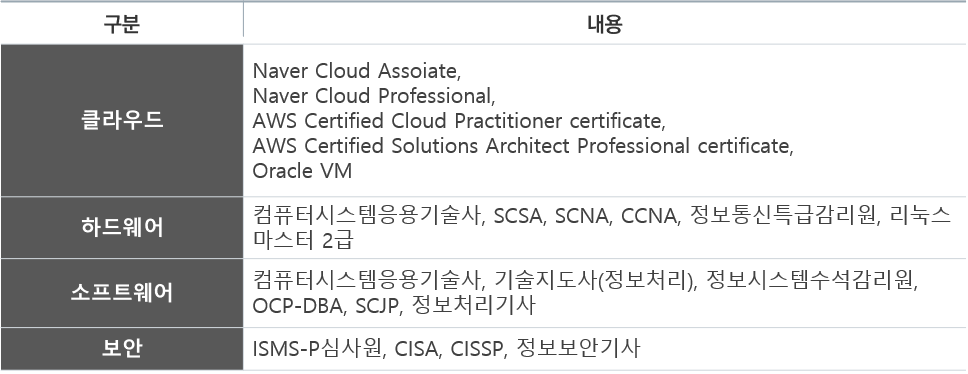 구분 내용
클라우드
Naver Cloud Assoiate,
Naver Cloud Professional,
AWS Certified Cloud Practitioner certificate,
AWS Certified Solutions Architect Professional certificate,
Oracle VM
하드웨어
컴퓨터시스템응용기술사, SCSA, SCNA, CCNA, 정보통신특급감리원, 리눅스
마스터 2급
소프트웨어
컴퓨터시스템응용기술사, 기술지도사(정보처리), 정보시스템수석감리원,
OCP-DBA, SCJP, 정보처리기사
보안
ISMS-P심사원, CISA, CISSP, 정보보안기사